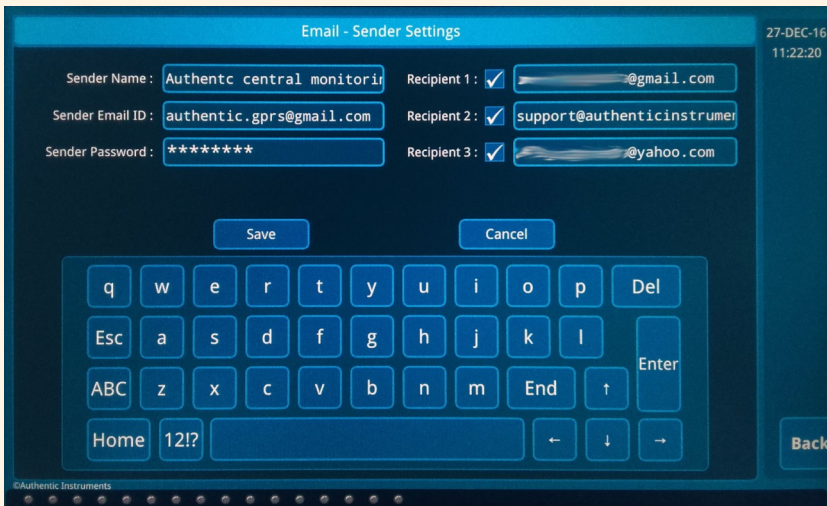 Email - Sender Settings
27-DEC-16
11:22:20
Sender Name : Authentc central monitorin
Recipient 1 : @gmail.com
Sender Email ID : authentic.gprs@gmail.com
Recipient 2 : support@authenticinstrumen
Sender Password : ********
Recipient 3 : @yahoo.com
Save Cancel
q w e r t y u i o p Del
Esc a s d f g h j k l
Enter
ABC z x c v b n m End ↑
Home 12!? ← ↓ →
Back
©Authentic Instruments